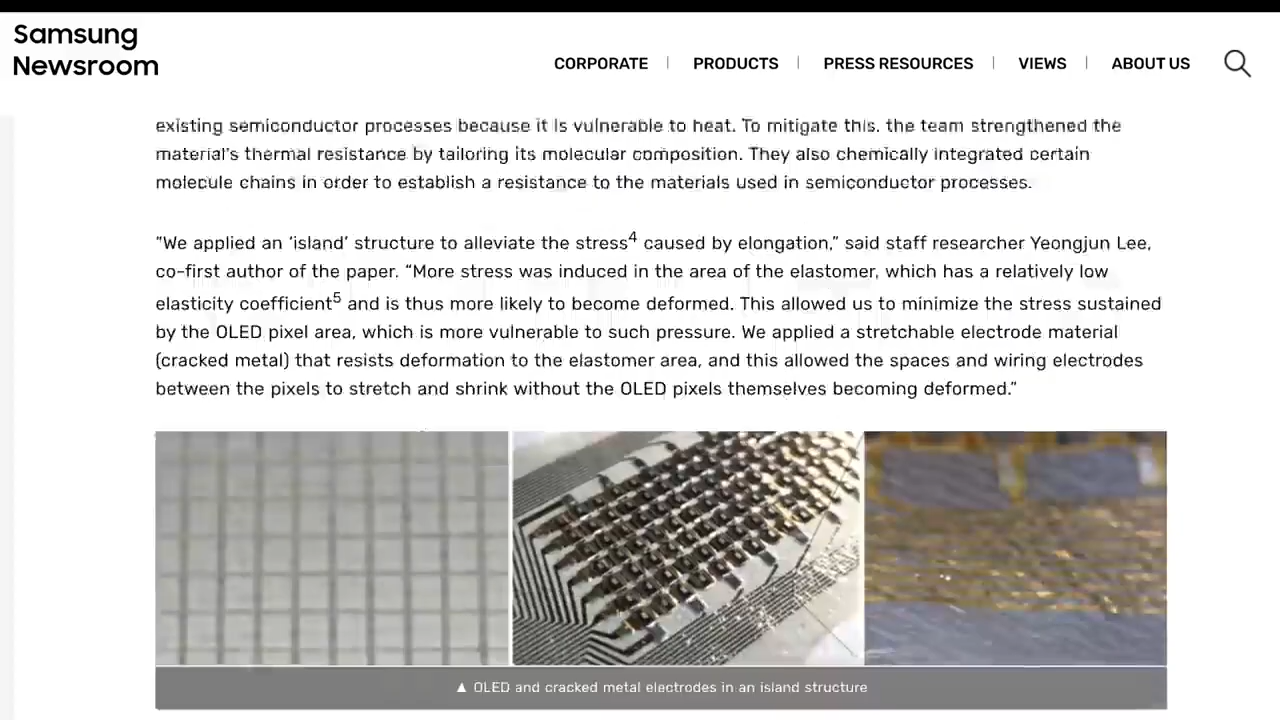 Samsung
Newsroom
CORPORATE | PRODUCTS | PRESS RESOURCES | VIEWS | ABOUT US
existing semiconductor processes because it is vulnerable to heat. To mitigate this, the team strengthened the
material's thermal resistance by tailoring its molecular composition. They also chemically integrated certain
molecule chains in order to establish a resistance to the materials used in semiconductor processes.
“We applied an ‘island’ structure to alleviate the stress4 caused by elongation,” said staff researcher Yeongjun Lee,
co-first author of the paper. “More stress was induced in the area of the elastomer, which has a relatively low
elasticity coefficient5 and is thus more likely to become deformed. This allowed us to minimize the stress sustained
by the OLED pixel area, which is more vulnerable to such pressure. We applied a stretchable electrode material
(cracked metal) that resists deformation to the elastomer area, and this allowed the spaces and wiring electrodes
between the pixels to stretch and shrink without the OLED pixels themselves becoming deformed.”
▲ OLED and cracked metal electrodes in an island structure